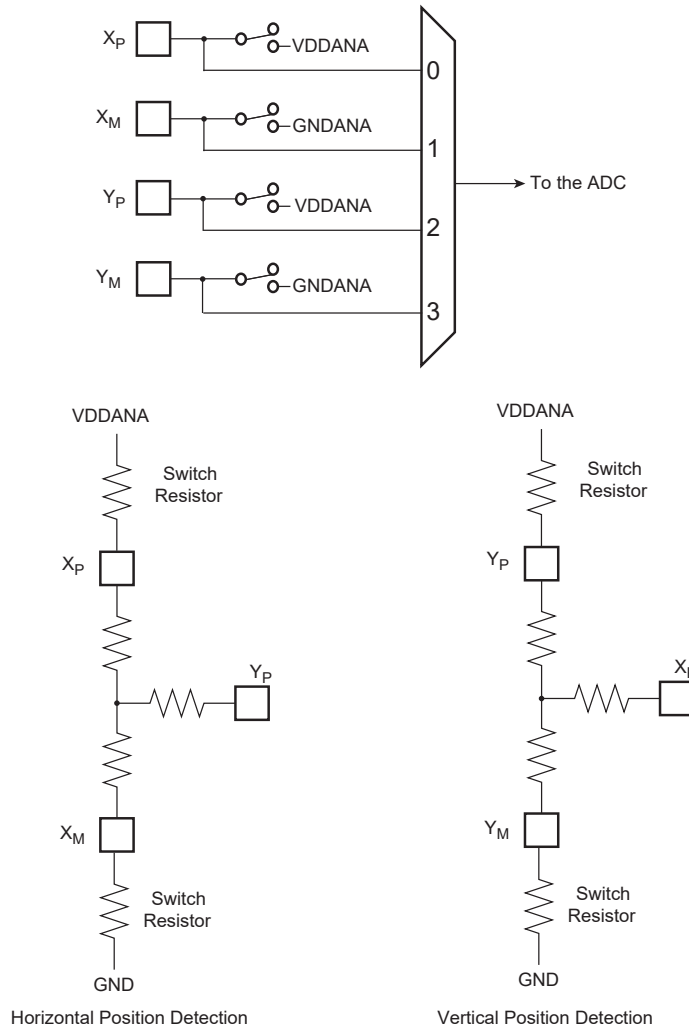 XP
VDDANA
0
XM
GNDANA
1
To the ADC
YP
VDDANA
2
YM
GNDANA
3
VDDANA
Switch
Resistor
XP
YP
XM
Switch
Resistor
GND
Horizontal Position Detection
VDDANA
Switch
Resistor
YP
YM
Switch
Resistor
GND
Vertical Position Detection